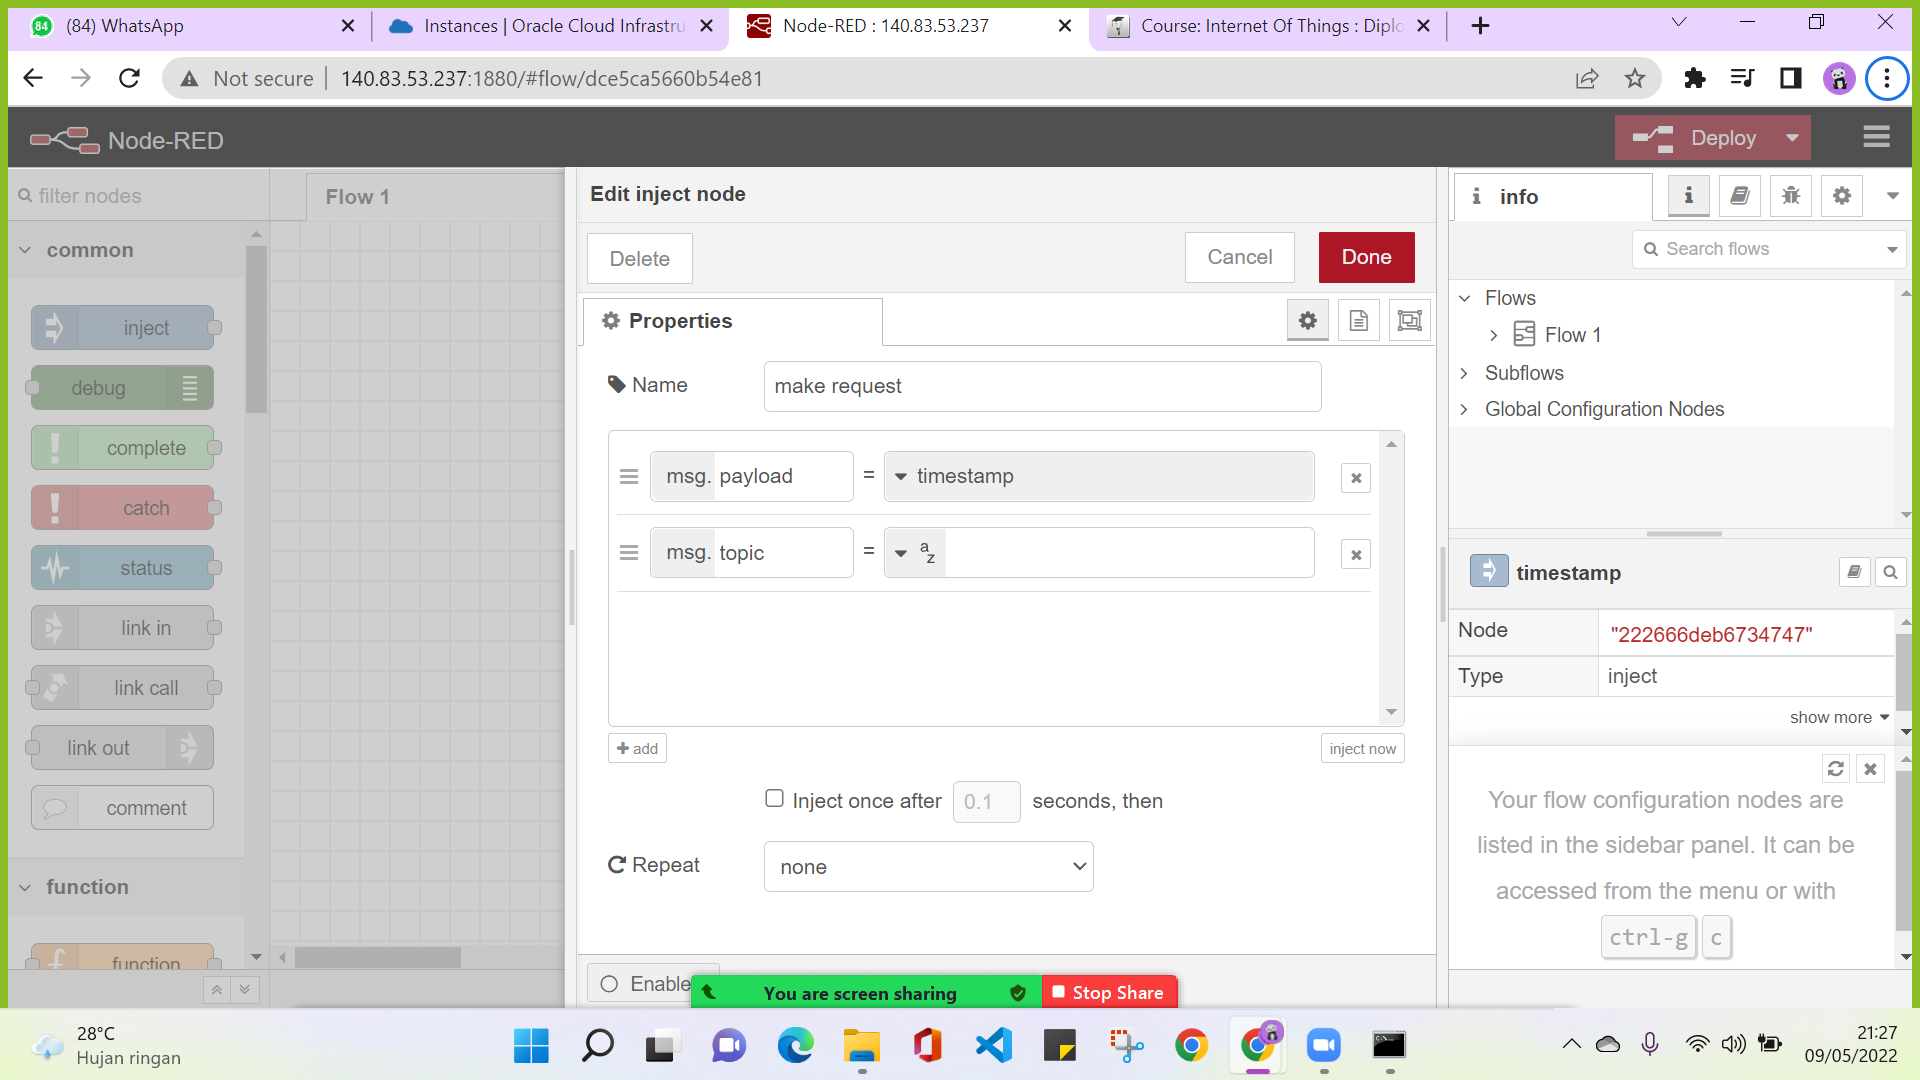 84
(84) WhatsApp
Instances | Oracle Cloud Infrastru
Node-RED : 140.83.53.237
Course: Internet Of Things : Diplo
Not secure
140.83.53.237:1880/#flow/dce5ca5660b54e81
Node-RED
Deploy
filter nodes
Flow 1
Edit inject node
info
common
Delete
Cancel
Done
Search flows
Properties
Flows
Flow 1
Subflows
Global Configuration Nodes
inject
debug
complete
catch
status
link in
link call
link out
comment
function
function
Name
make request
msg. payload = timestamp
msg. topic = az
add
inject now
Inject once after 0.1 seconds, then
Repeat
none
Enable
timestamp
Node
"222666deb6734747"
Type
inject
show more
Your flow configuration nodes are
listed in the sidebar panel. It can be
accessed from the menu or with
ctrl-g c
You are screen sharing
Stop Share
28°C
Hujan ringan
21:27
09/05/2022